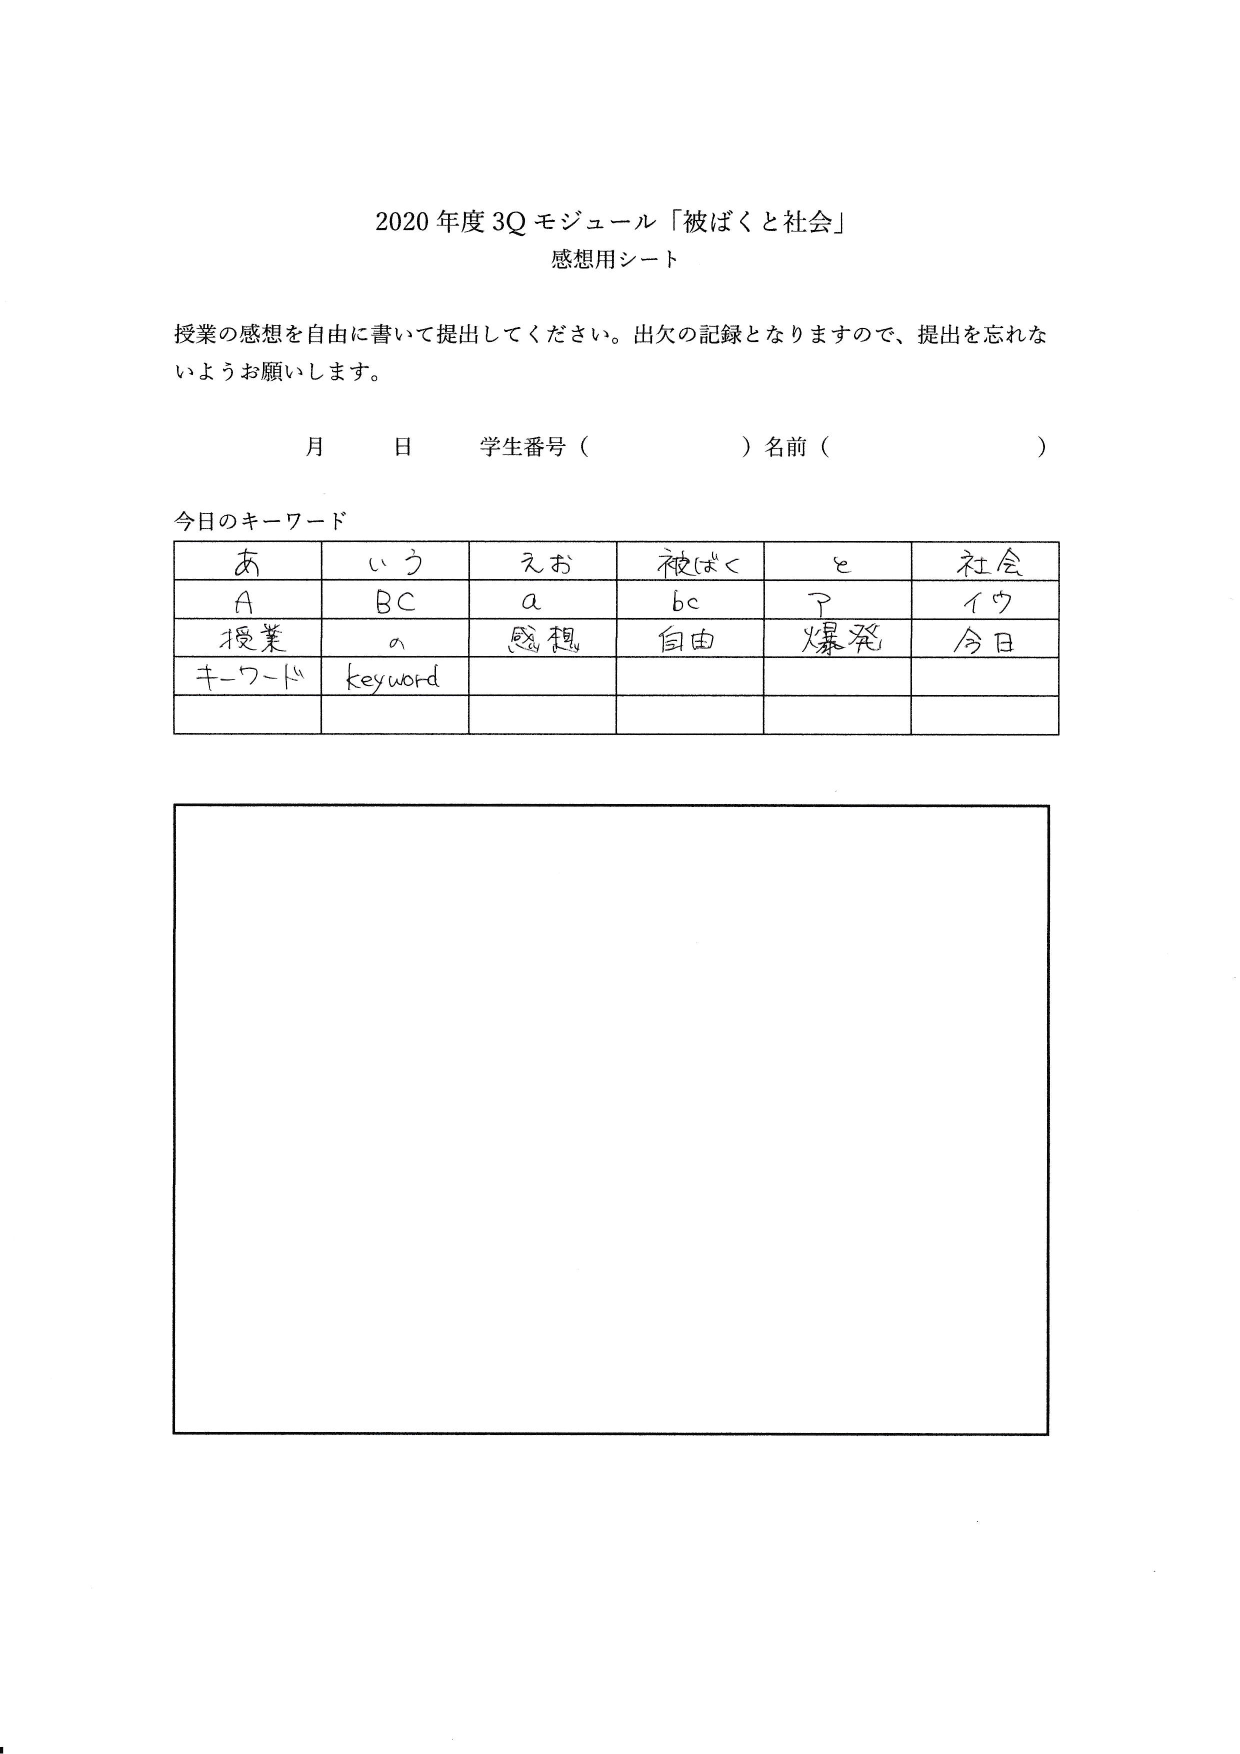 2020 年度 3Q モジュール「被ばくと社会」
感想用シート
授業の感想を自由に書いて提出してください。出欠の記録となりますので、提出を忘れな
いようお願いします。
月 日 学生番号（ ）名前（ ）
今日のキーワード
あ いう えお 被ばく と 社会
A BC a bc ア イウ
授業 の 感想 自由 爆発 今日
キーワード keyword